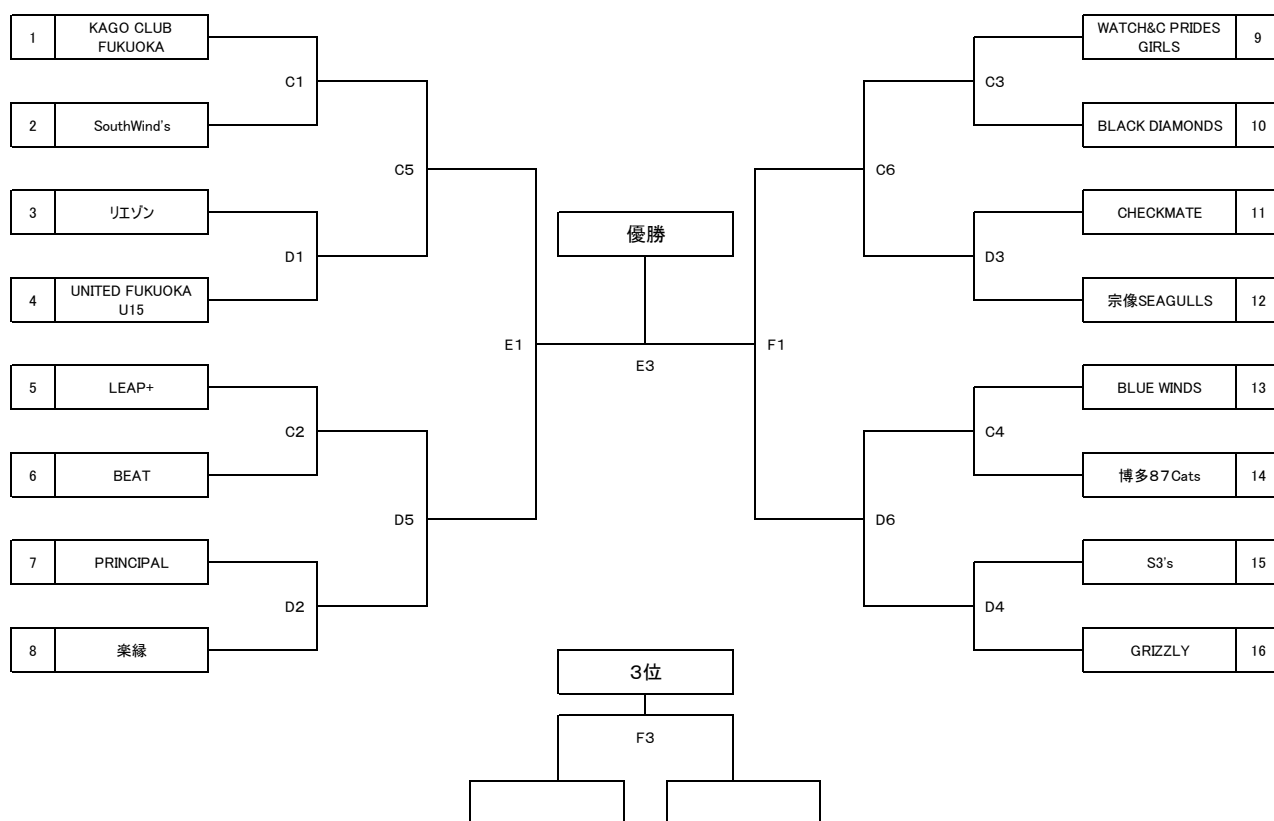 1
KAGO CLUB
FUKUOKA
C1
2
SouthWind's
C5
3
リエゾン
D1
4
UNITED FUKUOKA
U15
E1
5
LEAP+
C2
6
BEAT
D5
7
PRINCIPAL
D2
8
楽縁
優勝
E3
WATCH&C PRIDES
GIRLS
9
C3
BLACK DIAMONDS
10
C6
CHECKMATE
11
D3
宗像SEAGULLS
12
F1
BLUE WINDS
13
C4
博多87Cats
14
D6
S3's
15
D4
GRIZZLY
16
3位
F3